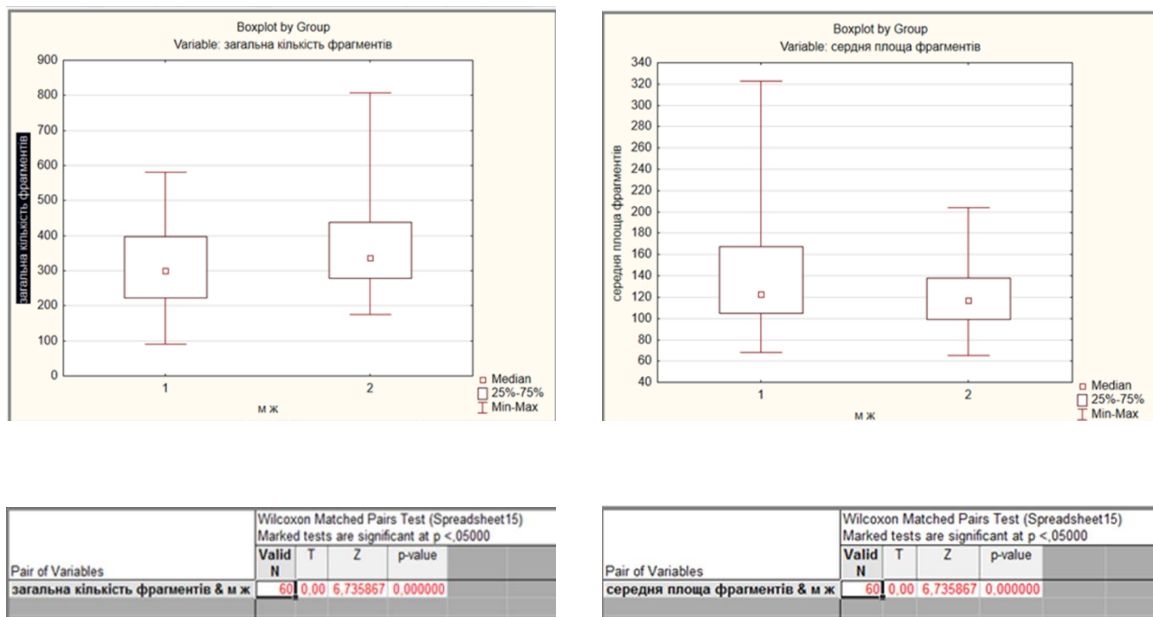 Boxplot by Group
Variable: загальна кількість фрагментів
900
800
700
600
500
400
300
200
100
0
загальна кількість фрагментів
1
2
м ж
Median
25%-75%
Min-Max
Boxplot by Group
Variable: сердня площа фрагментів
340
320
300
280
260
240
220
200
180
160
140
120
100
80
60
40
середня площа фрагментів
1
2
м ж
Median
25%-75%
Min-Max
Wilcoxon Matched Pairs Test (Spreadsheet15)
Marked tests are significant at p <,05000
Pair of Variables
Valid N
T
Z
p-value
загальна кількість фрагментів & м ж 60 0,00 6,735867 0,000000
Wilcoxon Matched Pairs Test (Spreadsheet15)
Marked tests are significant at p <,05000
Pair of Variables
Valid N
T
Z
p-value
середня площа фрагментів & м ж 60 0,00 6,735867 0,000000